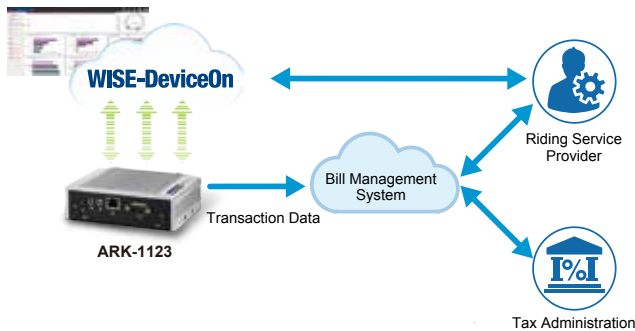 WISE-DeviceOn
Riding Service
Provider
Bill Management
System
Transaction Data
ARK-1123
%
Tax Administration